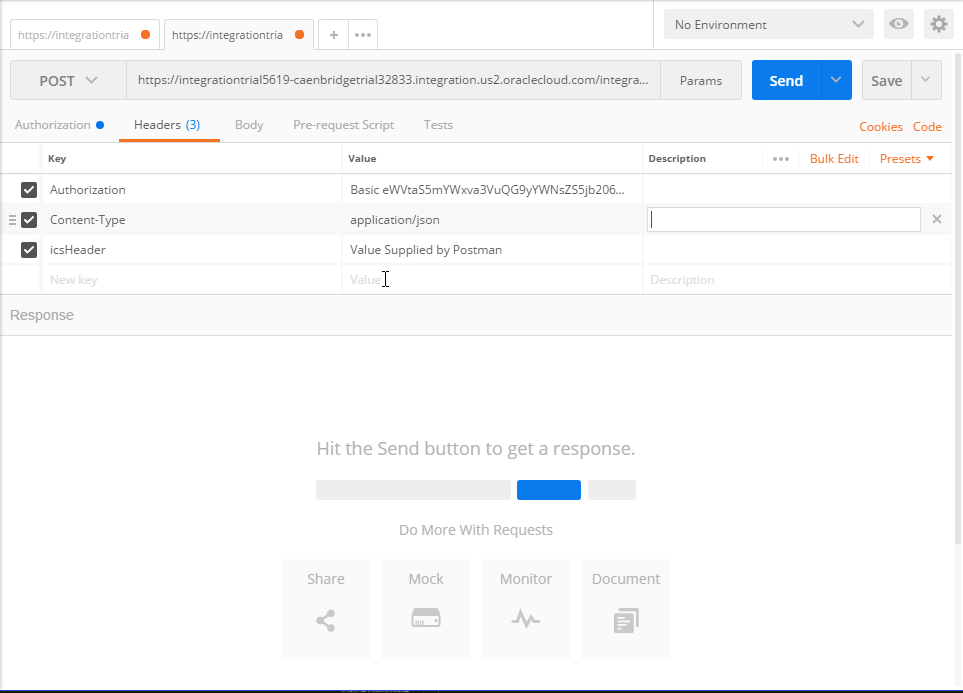 https://integrationtria https://integrationtria + ••• No Environment
POST https://integrationtrial5619-caenbridgetrial32833.integration.us2.oraclecloud.com/integra... Params Send Save
Authorization Headers (3) Body Pre-request Script Tests Cookies Code
Key Value Description ••• Bulk Edit Presets
Authorization Basic eWVtaS5mYWxva3VuQG9yYWNsZS5jb206...
Content-Type application/json
icsHeader Value Supplied by Postman
New key Value Description
Response
Hit the Send button to get a response.
Do More With Requests
Share Mock Monitor Document